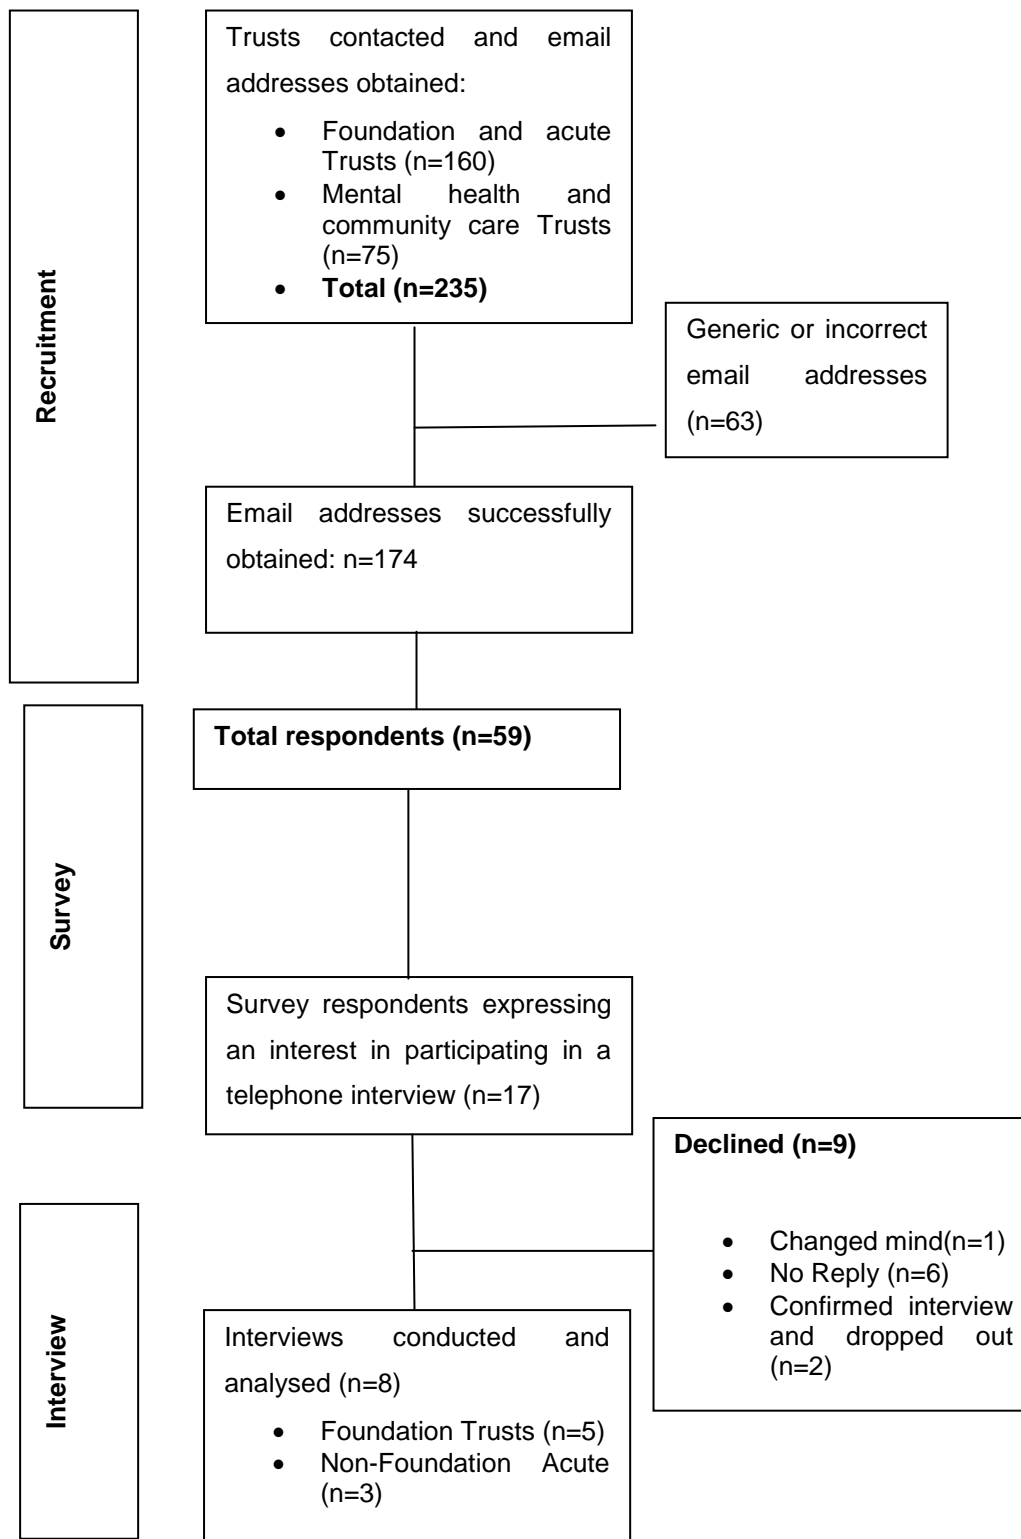 Recruitment
Trusts contacted and email
addresses obtained:
• Foundation and acute
Trusts (n=160)
• Mental health and
community care Trusts
(n=75)
• Total (n=235)
Generic or incorrect
email addresses
(n=63)
Email addresses successfully
obtained: n=174
Survey
Total respondents (n=59)
Survey respondents expressing
an interest in participating in a
telephone interview (n=17)
Declined (n=9)
• Changed mind(n=1)
• No Reply (n=6)
• Confirmed interview
and dropped out
(n=2)
Interview
Interviews conducted and
analysed (n=8)
• Foundation Trusts (n=5)
• Non-Foundation Acute
(n=3)